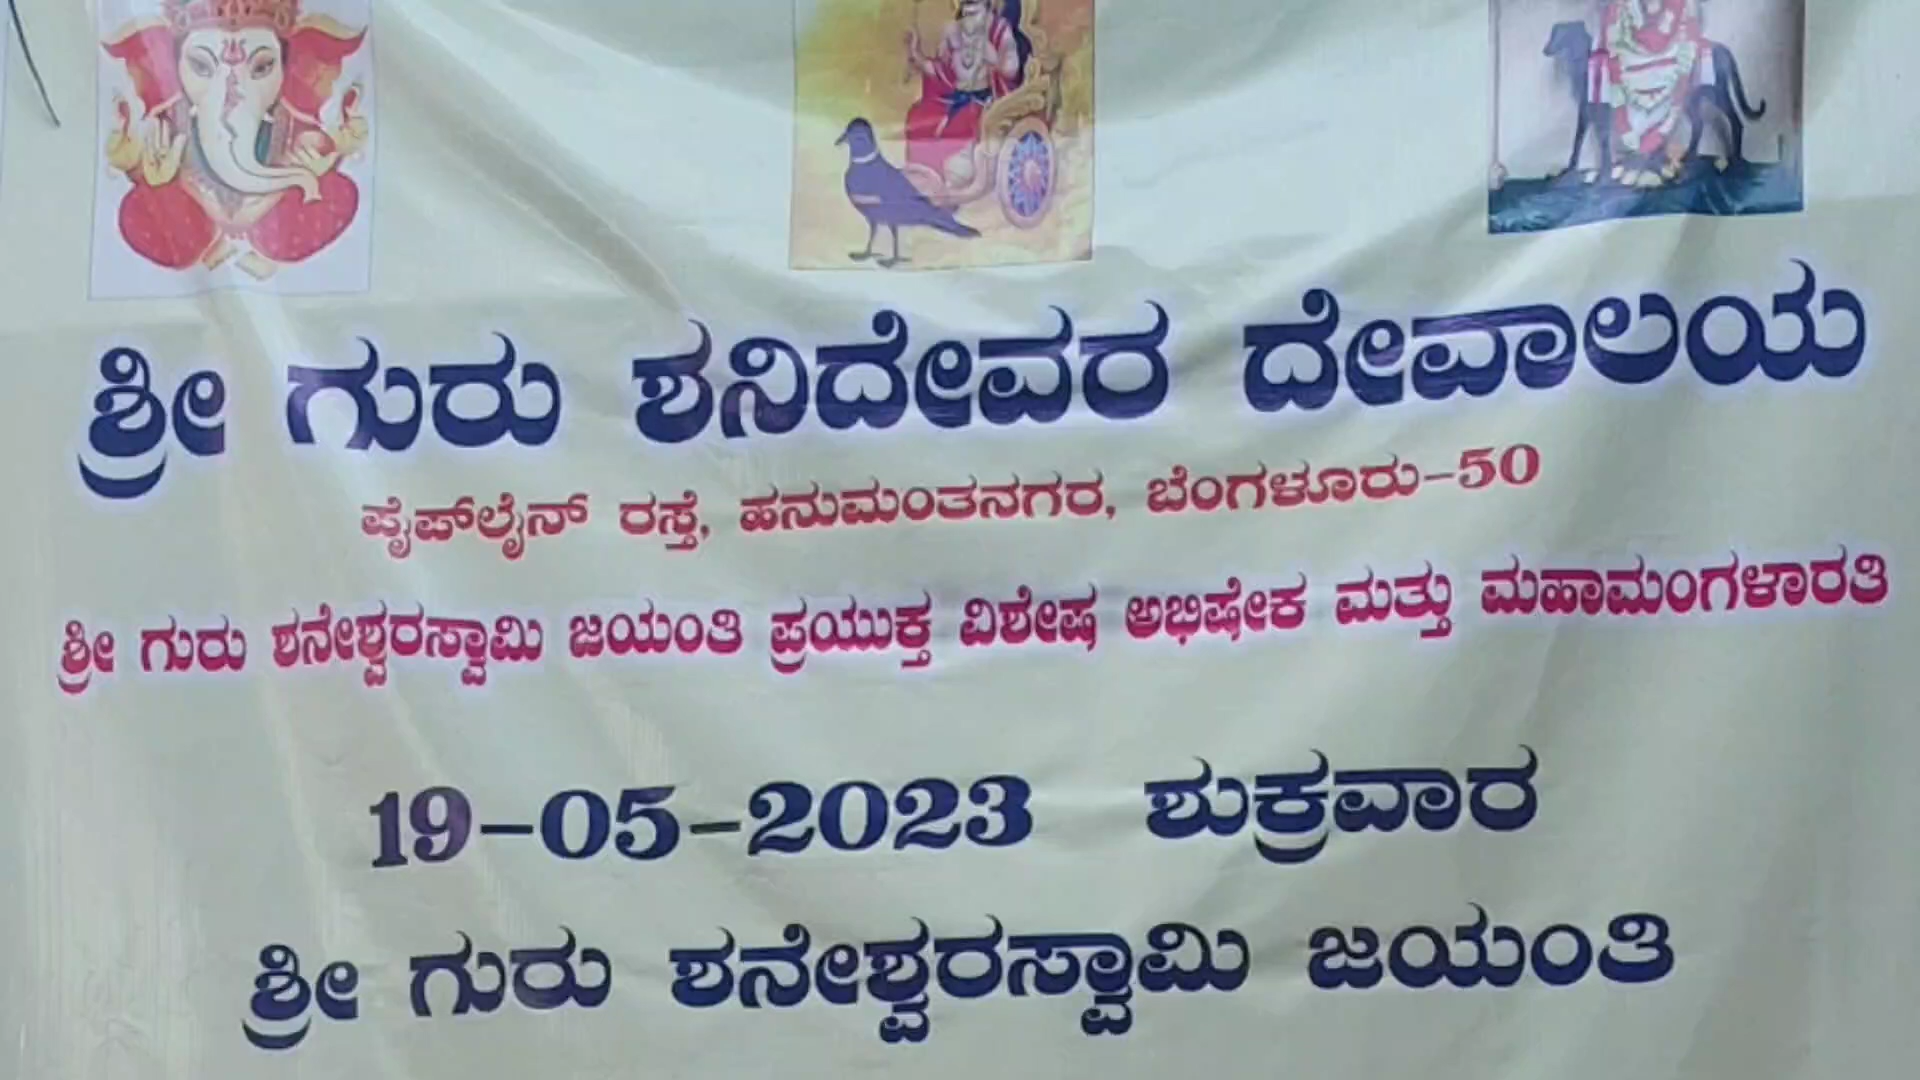 ಶ್ರೀ ಗುರು ಶನಿದೇವರ ದೇವಾಲಯ
ಪೈಪ್‌ಲೈನ್ ರಸ್ತೆ, ಹನುಮಂತನಗರ, ಬೆಂಗಳೂರು-50
ಶ್ರೀ ಗುರು ಶನೇಶ್ವರಸ್ವಾಮಿ ಜಯಂತಿ ಪ್ರಯುಕ್ತ ವಿಶೇಷ ಅಭಿಷೇಕ ಮತ್ತು ಮಹಾಮಂಗಳಾರತಿ
19-05-2023 ಶುಕ್ರವಾರ
ಶ್ರೀ ಗುರು ಶನೇಶ್ವರಸ್ವಾಮಿ ಜಯಂತಿ